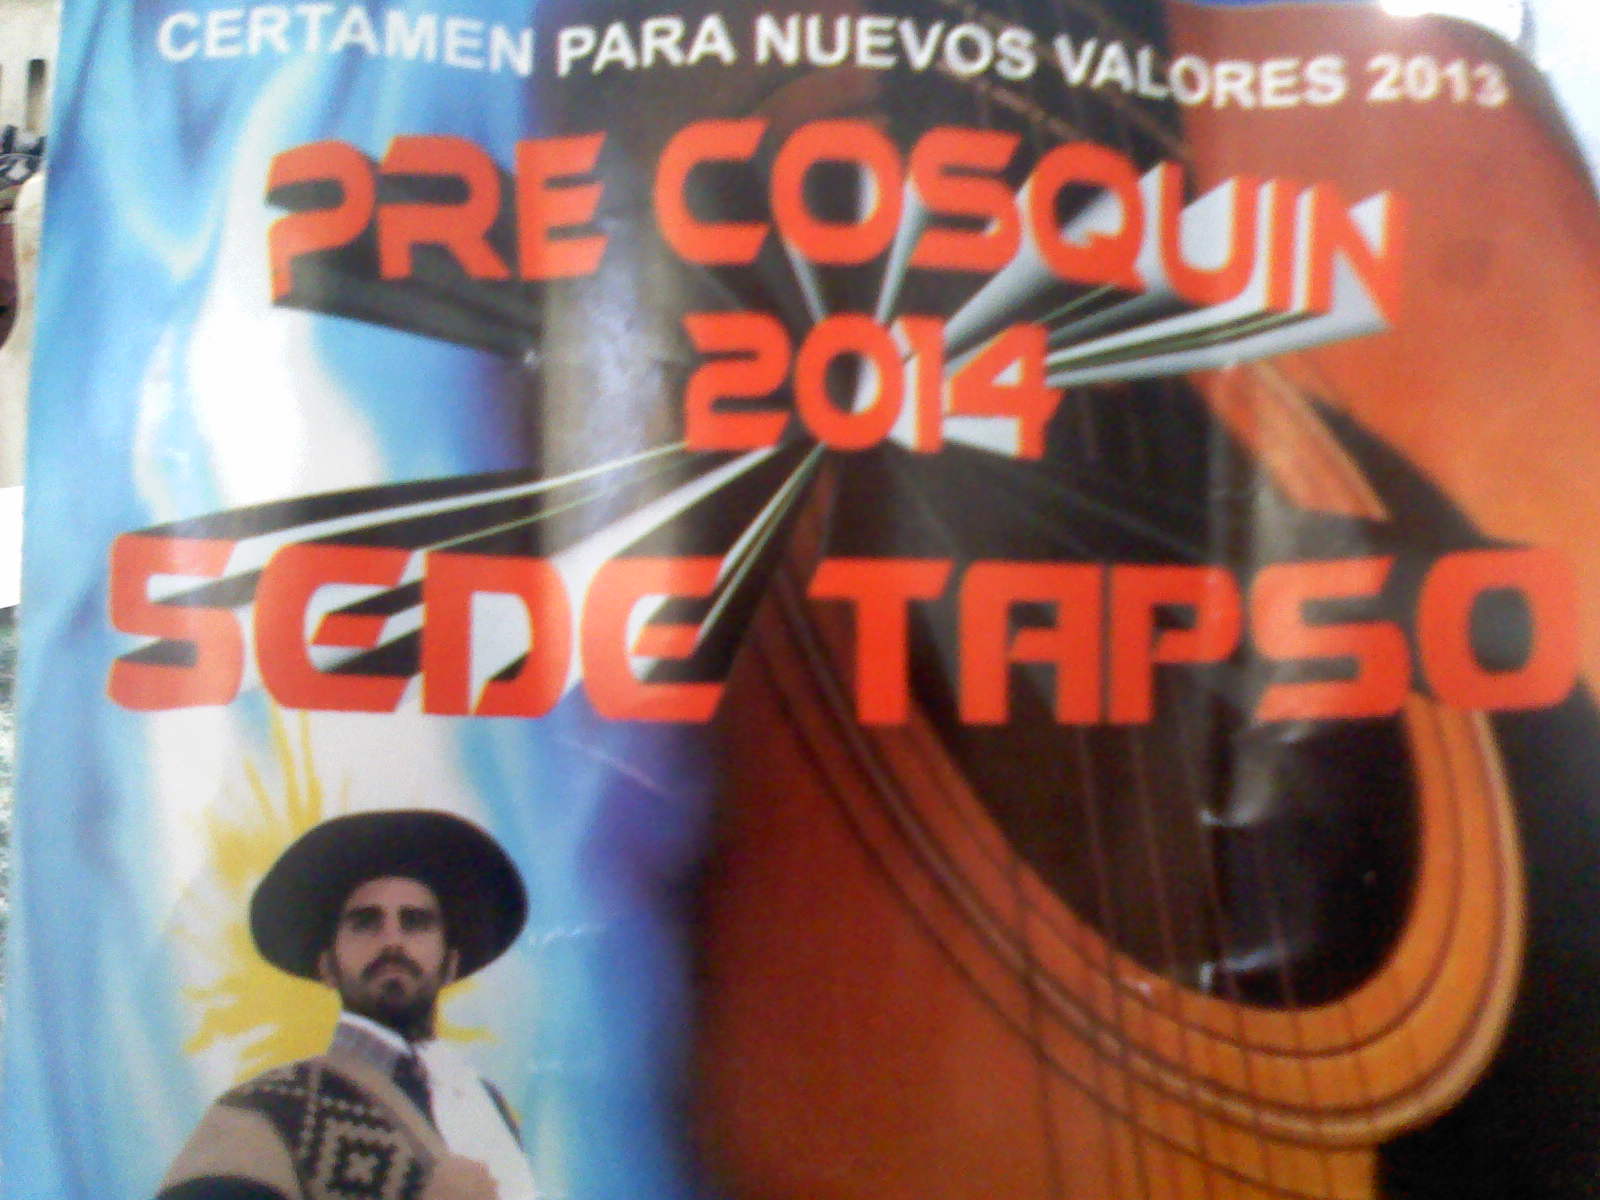 CERTAMEN PARA NUEVOS VALORES 2013
PRE COSQUIN
2014
SEDE TAPSO